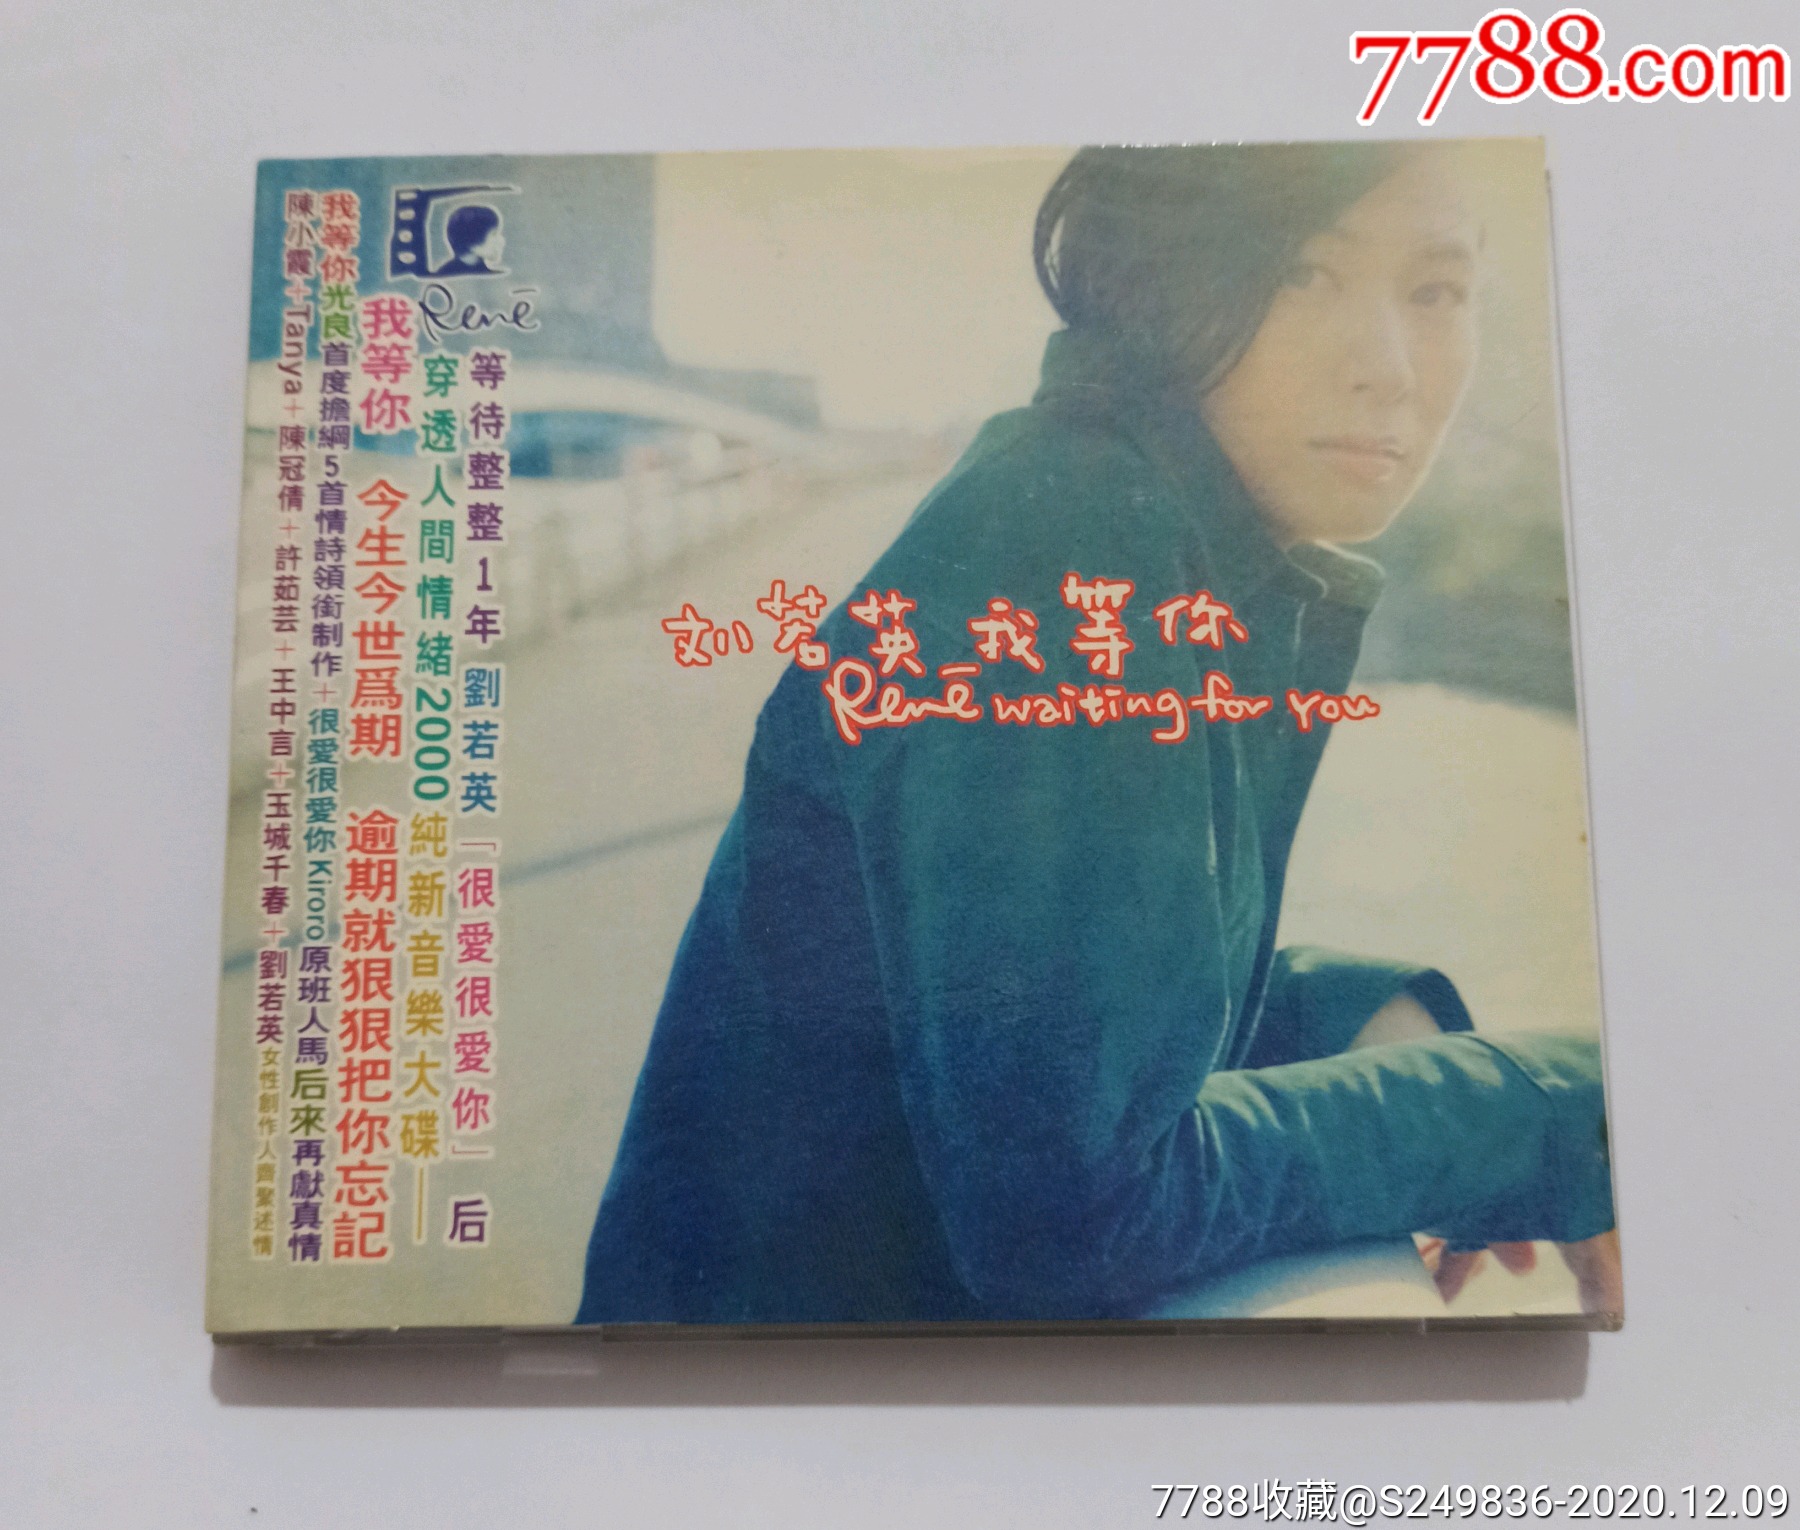 7788.com
René
等待整整1年 劉若英「很愛很愛你」后
穿透人間情緒2000純新音樂大碟——
我等你 今生今世爲期 逾期就狠狠把你忘記
我等你光良首度擔綱5首情詩領銜制作+很愛很愛你Kiroro原班人馬后來再獻真情
陳小霞+Tanya+陳冠倩+許茹芸+王中言+玉城千春+劉若英女性創作人齊聚迷情
刘若英_我等你
René waiting for you
7788收藏@S249836-2020.12.09